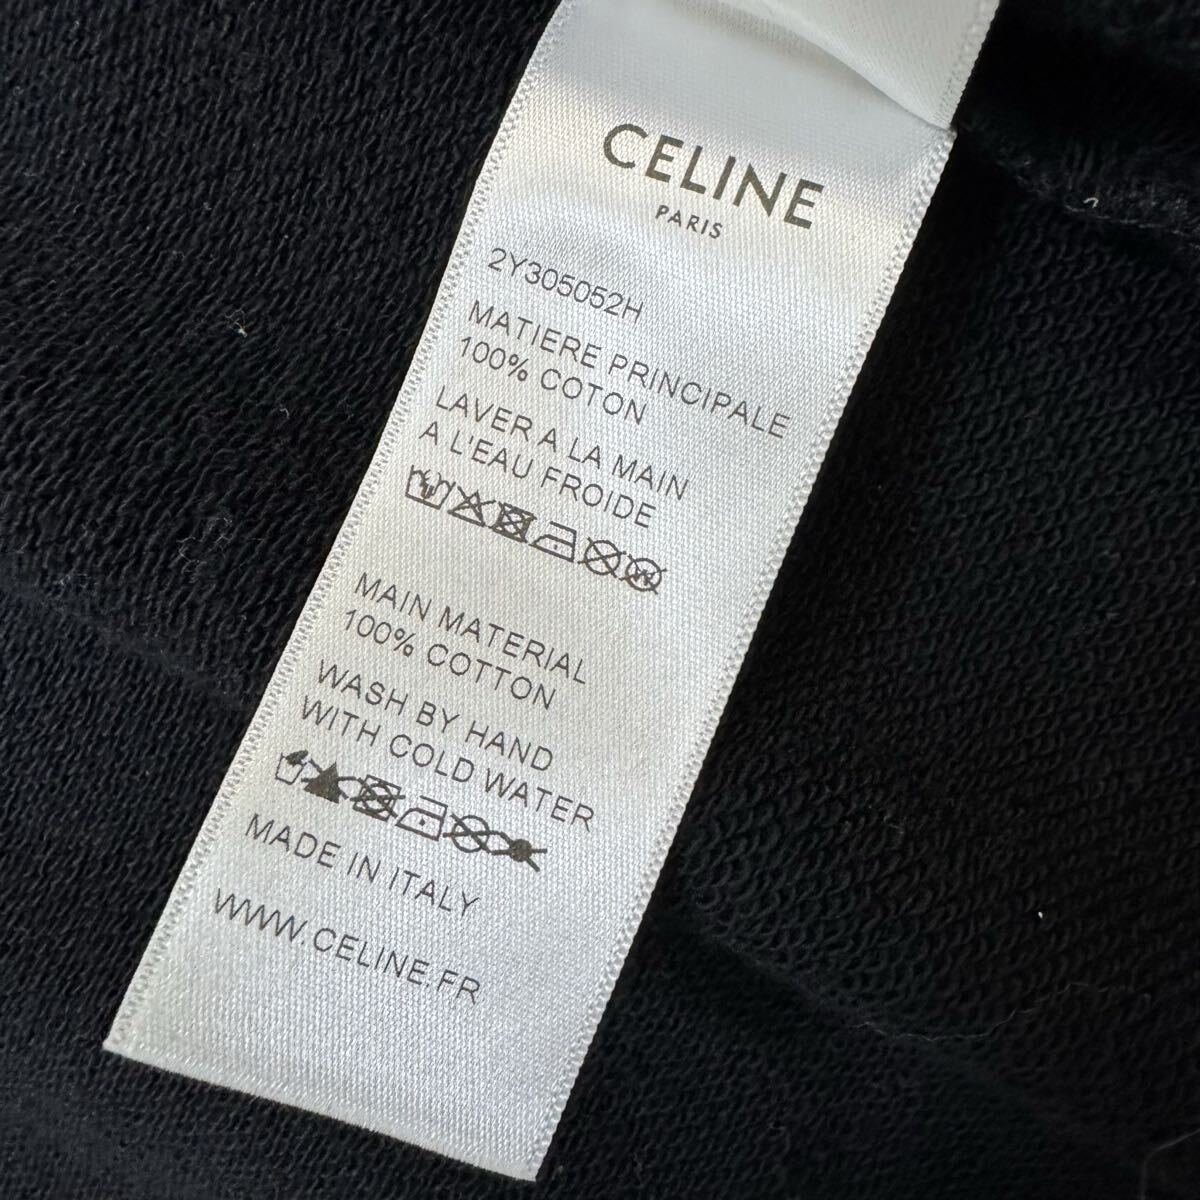 CELINE
PARIS
2Y305052H
MATIERE PRINCIPALE
100% COTON
LAVER A LA MAIN
A L'EAU FROIDE
MAIN MATERIAL
100% COTTON
WASH BY HAND
WITH COLD WATER
MADE IN ITALY
WWW.CELINE.FR